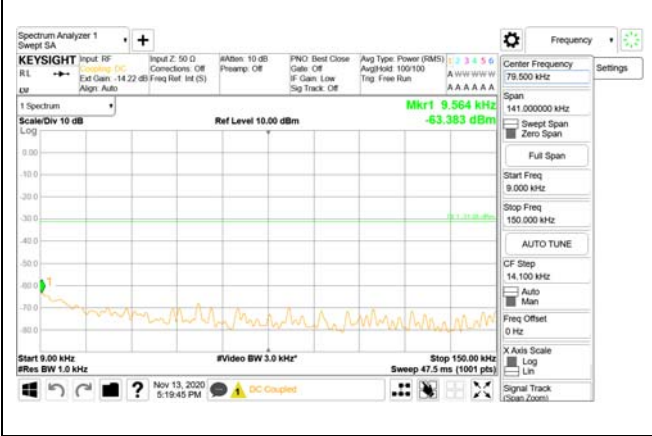 Spectrum Analyzer 1
Swept SA
Frequency
KEYSIGHT
RL
Input: RF
Coupling: DC
Ext Gain: -14.22 dB
Align: Auto
Input Z: 50 Ω
Corrections: Off
Freq Ref: Int (S)
#Atten: 10 dB
Preamp: Off
PNO: Best Close
Gate: Off
IF Gain: Low
Sig Track: Off
Avg Type: Power (RMS)
Avg|Hold: 100/100
Trig: Free Run
1 2 3 4 5 6
A W W W W W
A A A A A A
1 Spectrum
Scale/Div 10 dB
Ref Level 10.00 dBm
Mkr1 9.564 kHz
-63.383 dBm
Log
0.00
-10.0
-20.0
-30.0
-40.0
-50.0
-60.0
-70.0
-80.0
1
Start 9.00 kHz
#Video BW 3.0 kHz*
Stop 150.00 kHz
#Res BW 1.0 kHz
Sweep 47.5 ms (1001 pts)
Nov 13, 2020
5:19:45 PM
DC Coupled
Settings
Center Frequency
79.500 kHz
Span
141.000000 kHz
Swept Span
Zero Span
Full Span
Start Freq
9.000 kHz
Stop Freq
150.000 kHz
AUTO TUNE
CF Step
14.100 kHz
Auto
Man
Freq Offset
0 Hz
X Axis Scale
Log
Lin
Signal Track
(Span Zoom)